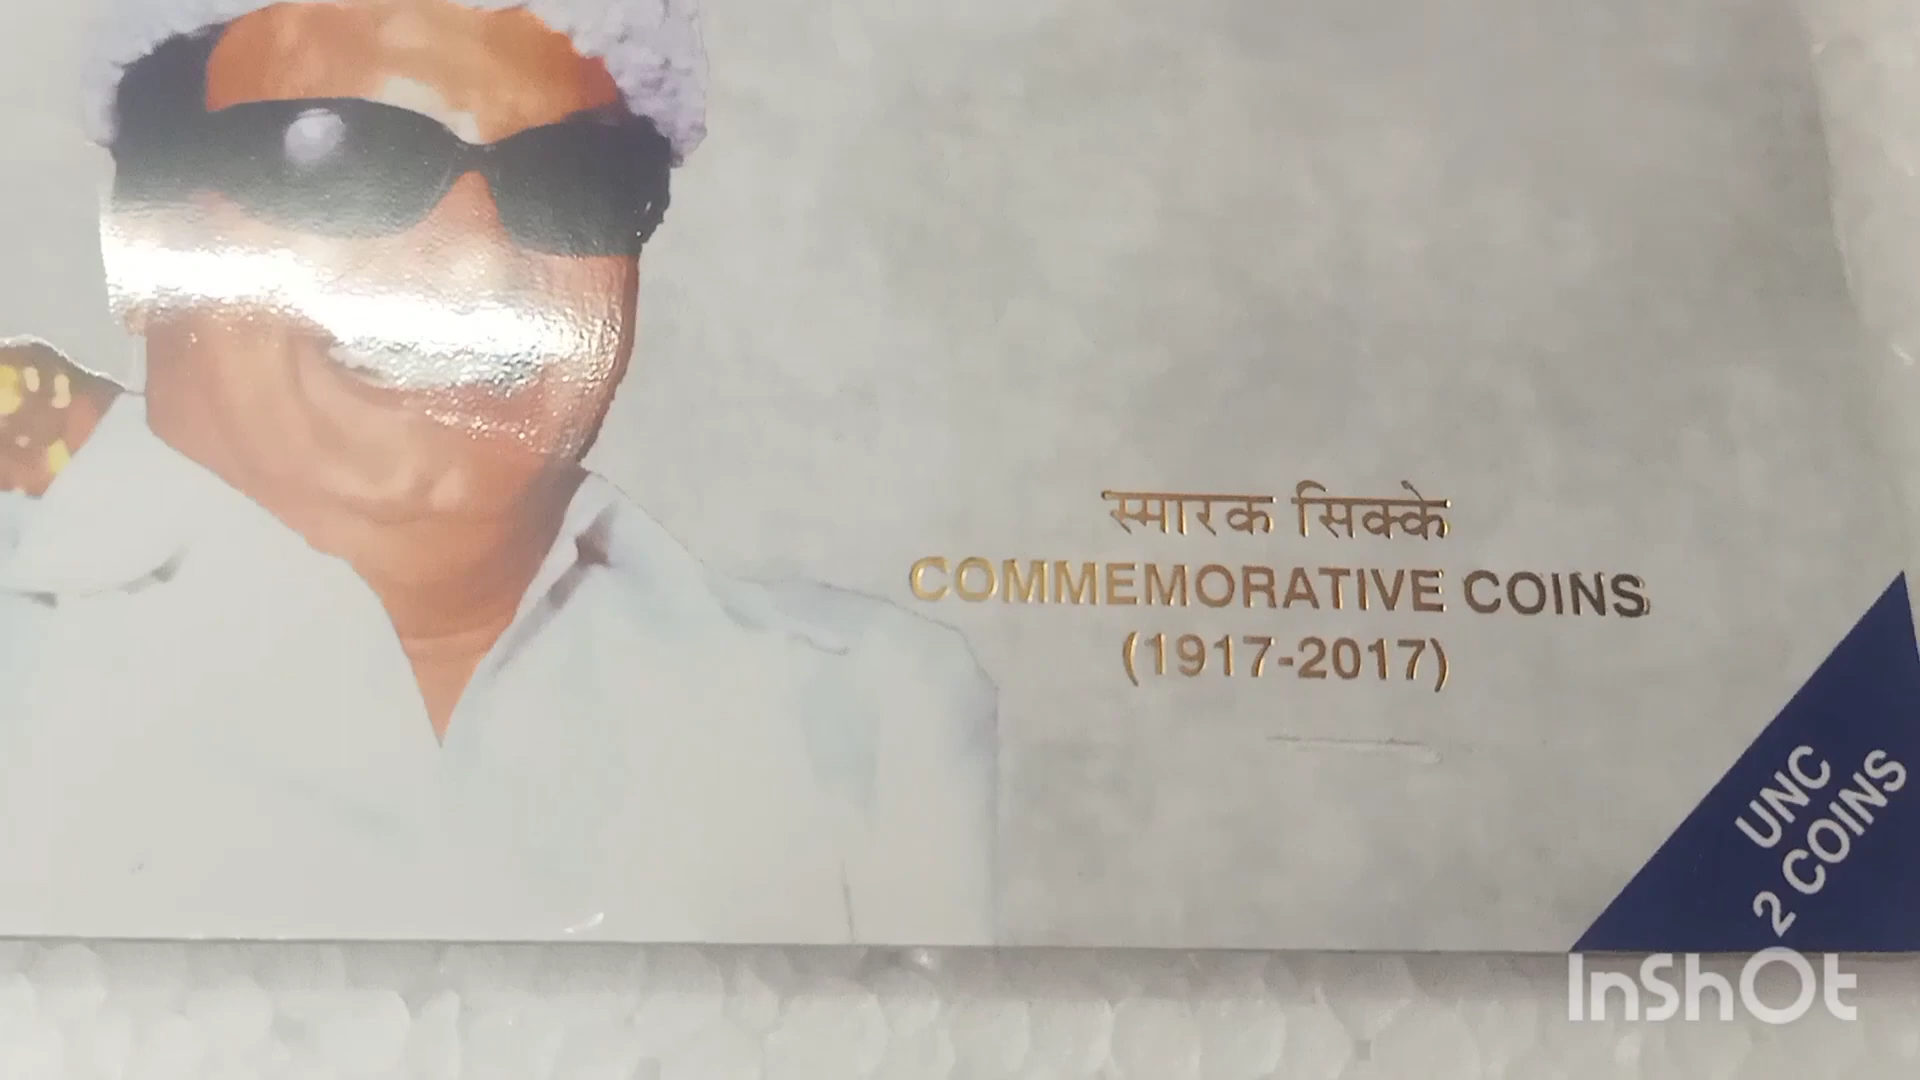 स्मारक सिक्के
COMMEMORATIVE COINS
(1917-2017)
UNC
2 COINS
InShOt